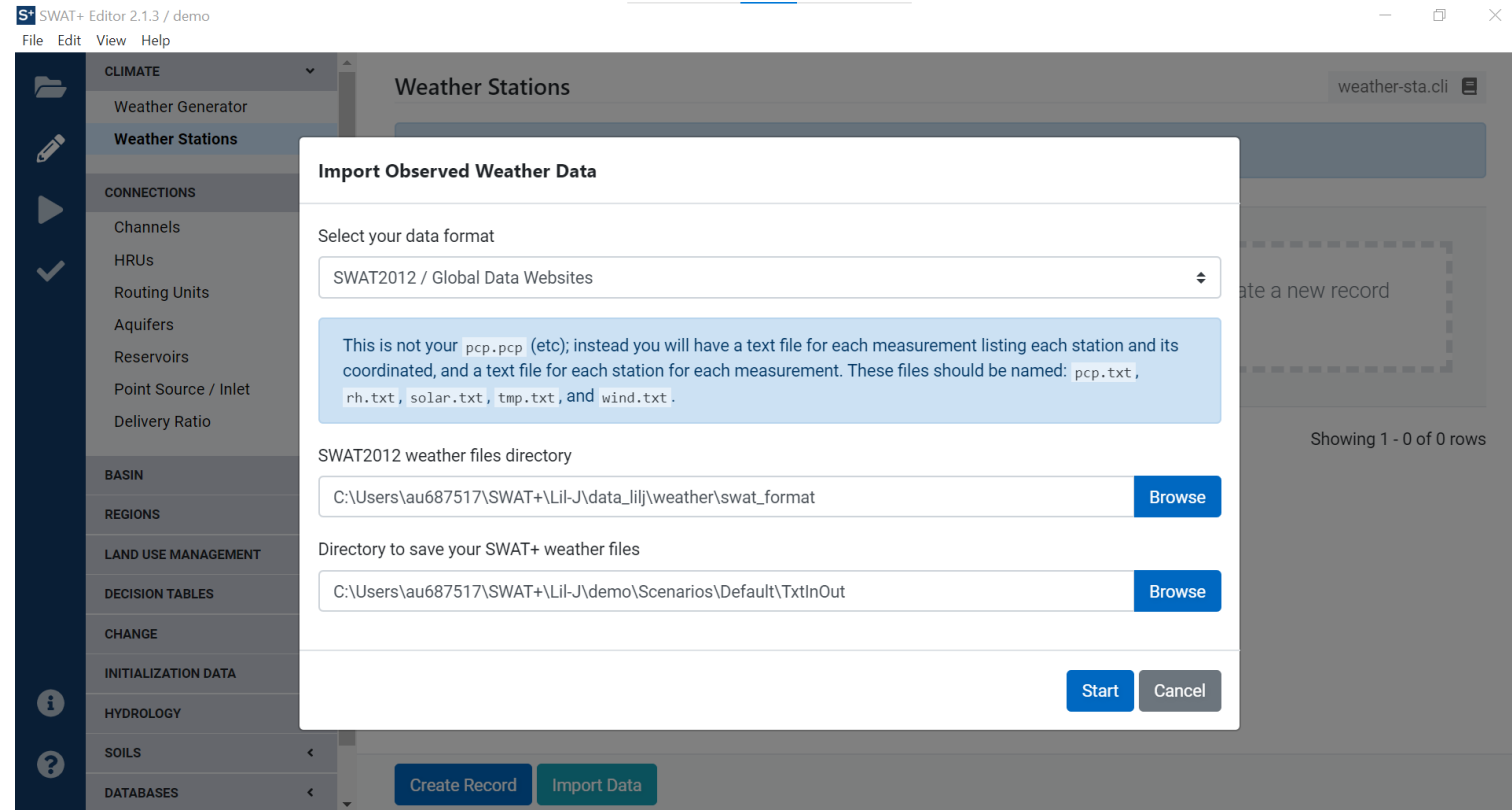 S+ SWAT+ Editor 2.1.3 / demo
File Edit View Help
CLIMATE
Weather Generator
Weather Stations
CONNECTIONS
Channels
HRUs
Routing Units
Aquifers
Reservoirs
Point Source / Inlet
Delivery Ratio
BASIN
REGIONS
LAND USE MANAGEMENT
DECISION TABLES
CHANGE
INITIALIZATION DATA
HYDROLOGY
SOILS
DATABASES
Weather Stations
weather-sta.cli
Import Observed Weather Data
Select your data format
SWAT2012 / Global Data Websites
This is not your pcp.pcp (etc); instead you will have a text file for each measurement listing each station and its
coordinated, and a text file for each station for each measurement. These files should be named: pcp.txt,
rh.txt, solar.txt, tmp.txt, and wind.txt.
SWAT2012 weather files directory
C:\Users\au687517\SWAT+\Lil-J\data_lilj\weather\swat_format
Browse
Directory to save your SWAT+ weather files
C:\Users\au687517\SWAT+\Lil-J\demo\Scenarios\Default\TxtInOut
Browse
Start Cancel
ate a new record
Showing 1 - 0 of 0 rows
Create Record Import Data